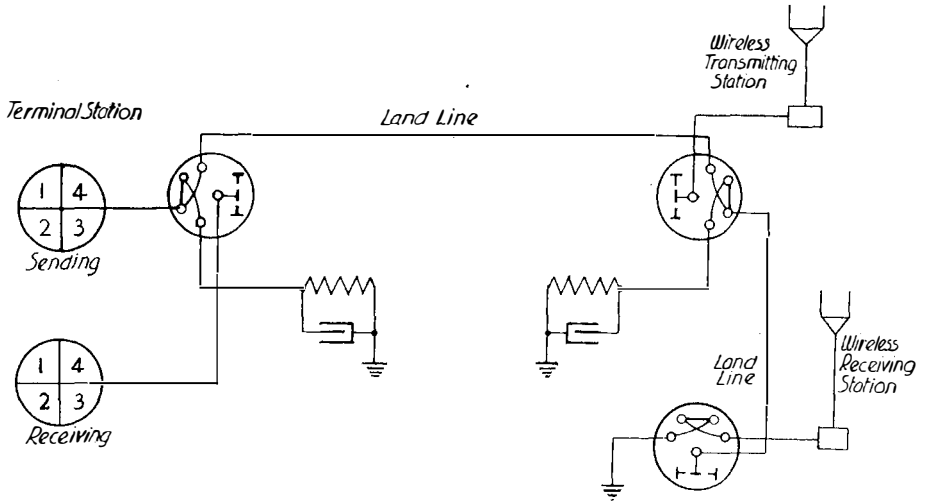 Wireless
Transmitting
Station
Terminal Station
Land Line
1 4
2 3
Sending
1 4
2 3
Receiving
Land
Line
Wireless
Receiving
Station